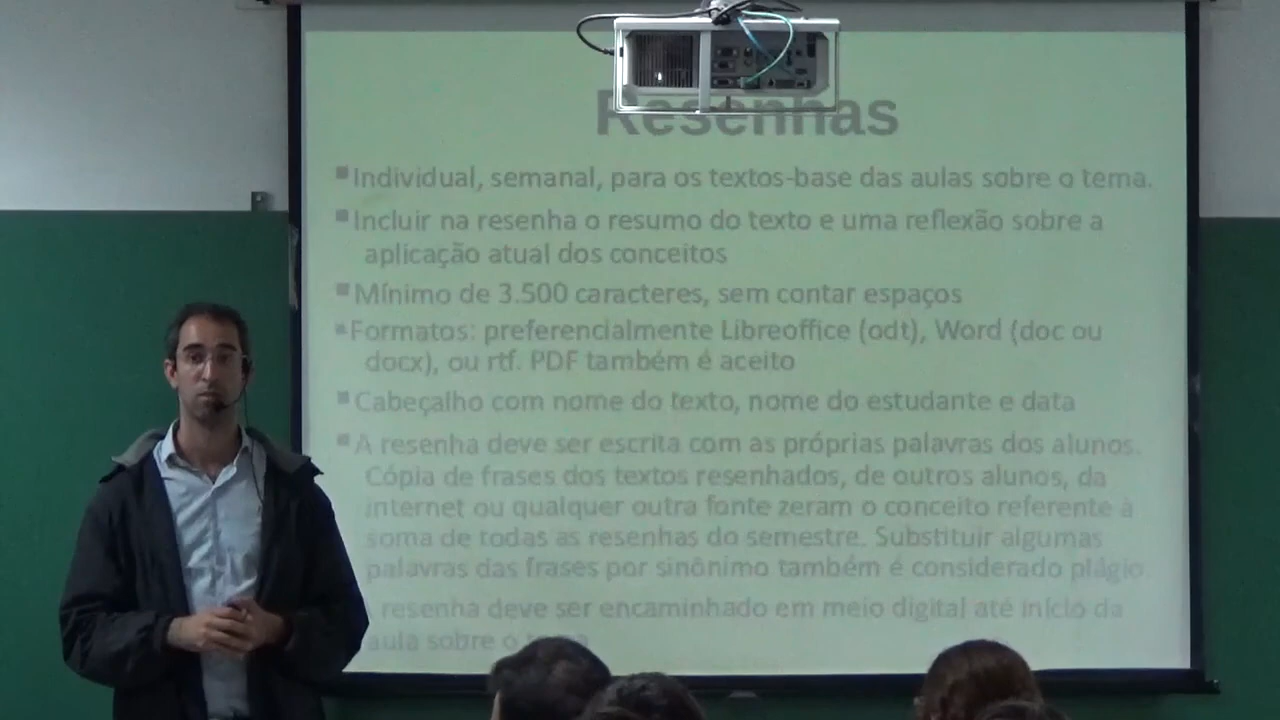 Resenhas
Individual, semanal, para os textos-base das aulas sobre o tema.
Incluir na resenha o resumo do texto e uma reflexão sobre a
aplicação atual dos conceitos
Mínimo de 3.500 caracteres, sem contar espaços
Formatos: preferencialmente Libreoffice (odt), Word (doc ou
docx), ou rtf. PDF também é aceito
Cabeçalho com nome do texto, nome do estudante e data
A resenha deve ser escrita com as próprias palavras dos alunos.
Cópia de frases dos textos resenhados, de outros alunos, da
internet ou qualquer outra fonte zeram o conceito referente à
soma de todas as resenhas do semestre. Substituir algumas
palavras das frases por sinônimo também é considerado plágio
resenha deve ser encaminhado em meio digital até início da
aula sobre o